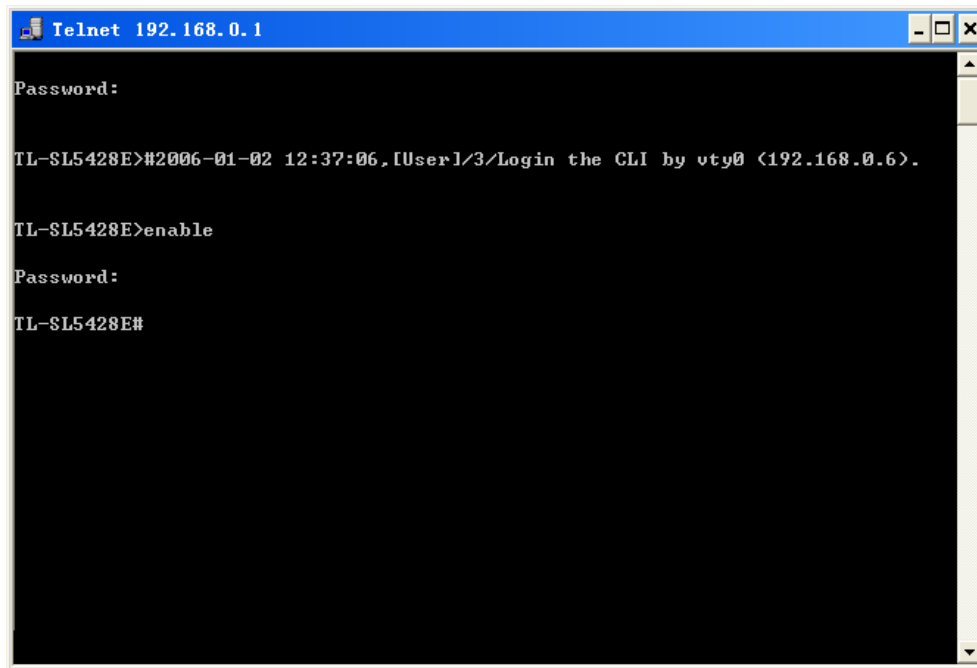 Telnet 192.168.0.1
Password:
TL-SL5428E>#2006-01-02 12:37:06,[User]/3/Login the CLI by vty0 (192.168.0.6).
TL-SL5428E>enable
Password:
TL-SL5428E#